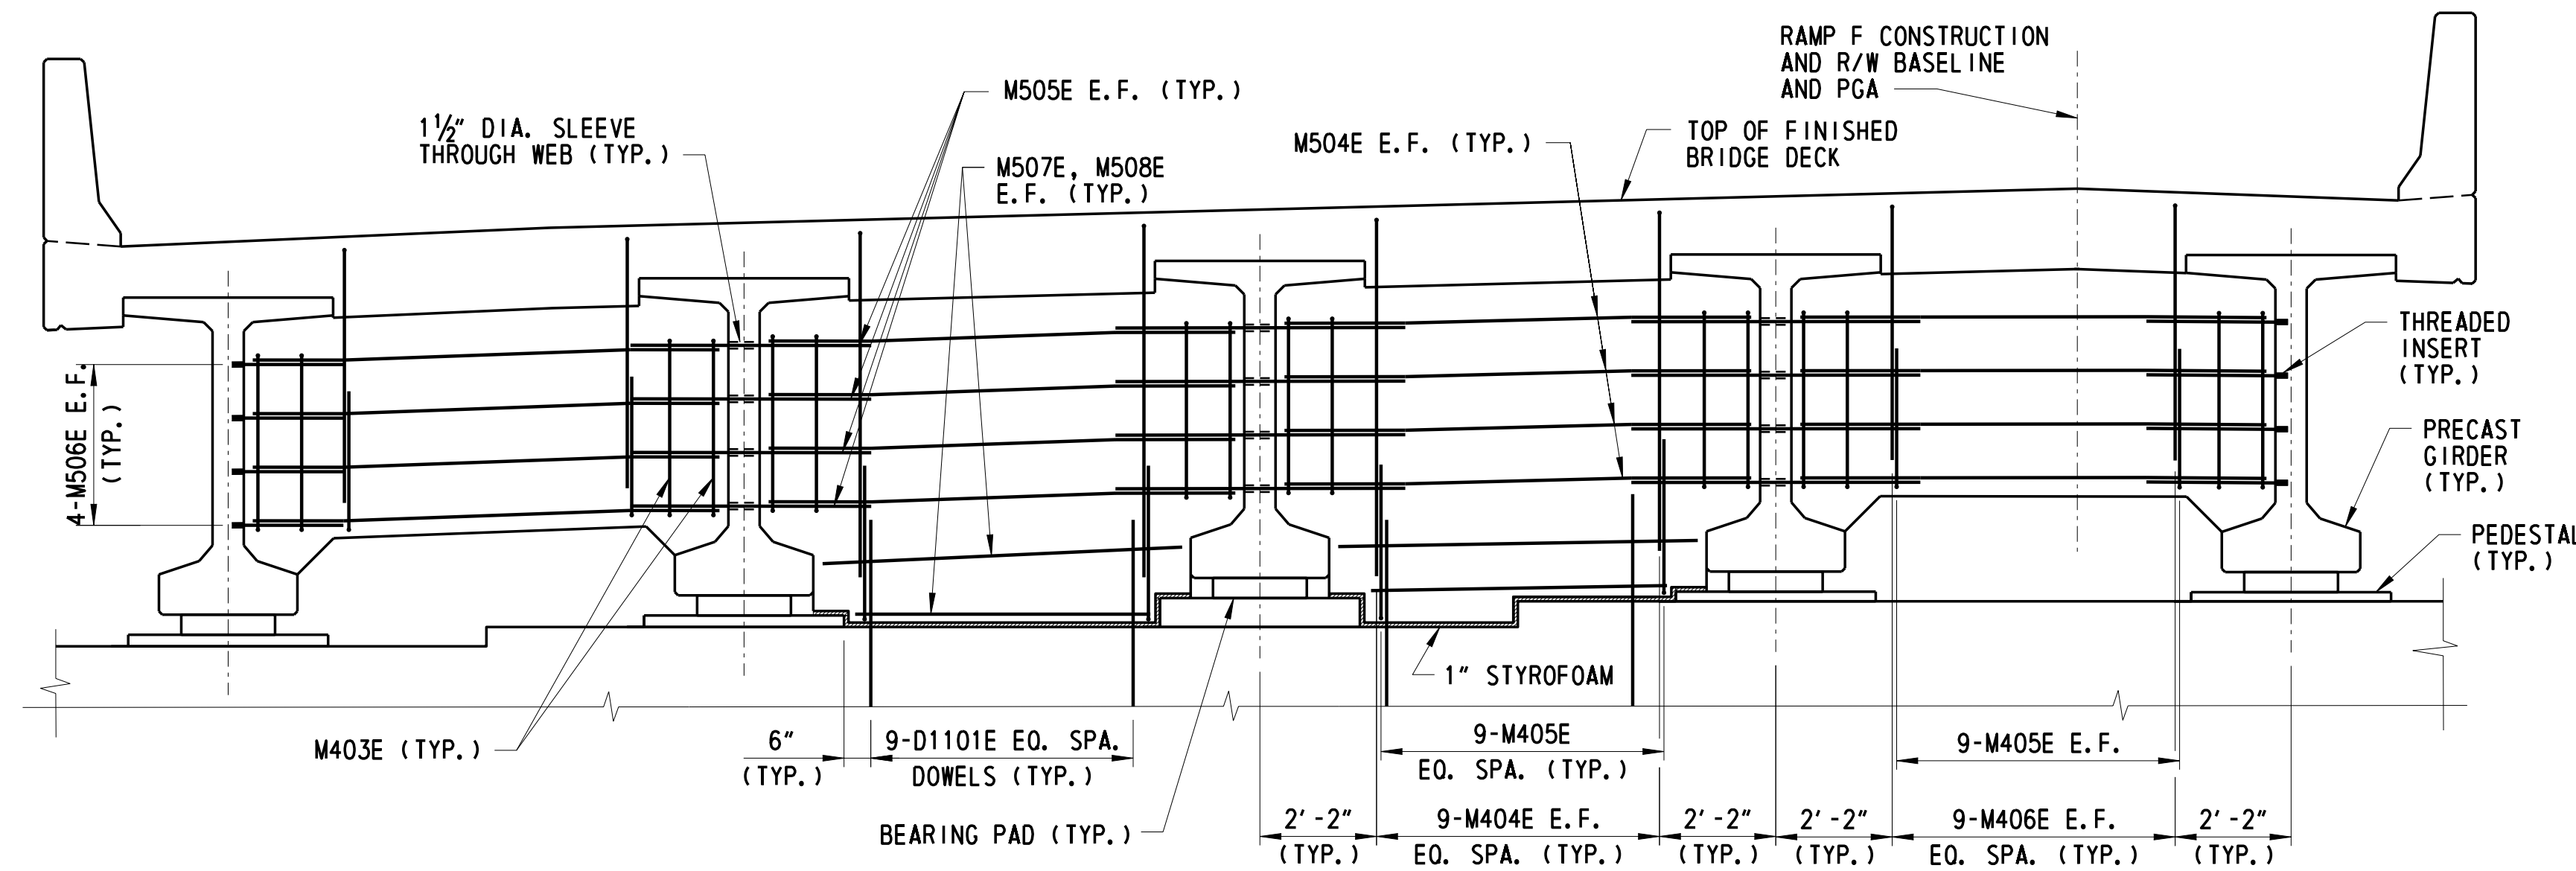 RAMP F CONSTRUCTION
AND R/W BASELINE
AND PGA
M505E E.F. (TYP.)
1½" DIA. SLEEVE
THROUGH WEB (TYP.)
M507E, M508E
E.F. (TYP.)
M504E E.F. (TYP.)
TOP OF FINISHED
BRIDGE DECK
THREADED
INSERT
(TYP.)
4-M506E E.F.
(TYP.)
PRECAST
GIRDER
(TYP.)
PEDESTAL
(TYP.)
1" STYROFOAM
M403E (TYP.)
6"
(TYP.)
9-D1101E EQ. SPA.
DOWELS (TYP.)
9-M405E
EQ. SPA. (TYP.)
9-M405E E.F.
BEARING PAD (TYP.)
2'-2"
(TYP.)
9-M404E E.F.
EQ. SPA. (TYP.)
2'-2"
(TYP.)
2'-2"
(TYP.)
9-M406E E.F.
EQ. SPA. (TYP.)
2'-2"
(TYP.)